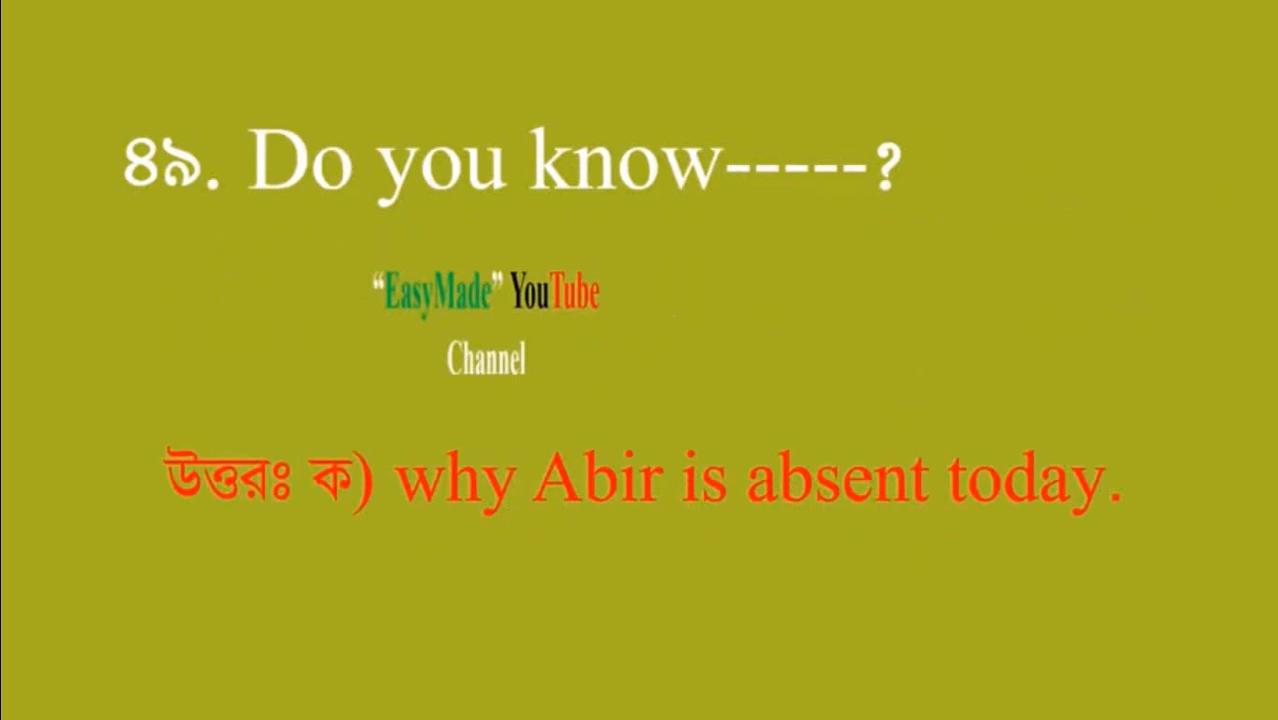 ৪৯. Do you know-----?
“EasyMade” YouTube
Channel
উত্তরঃ ক) why Abir is absent today.